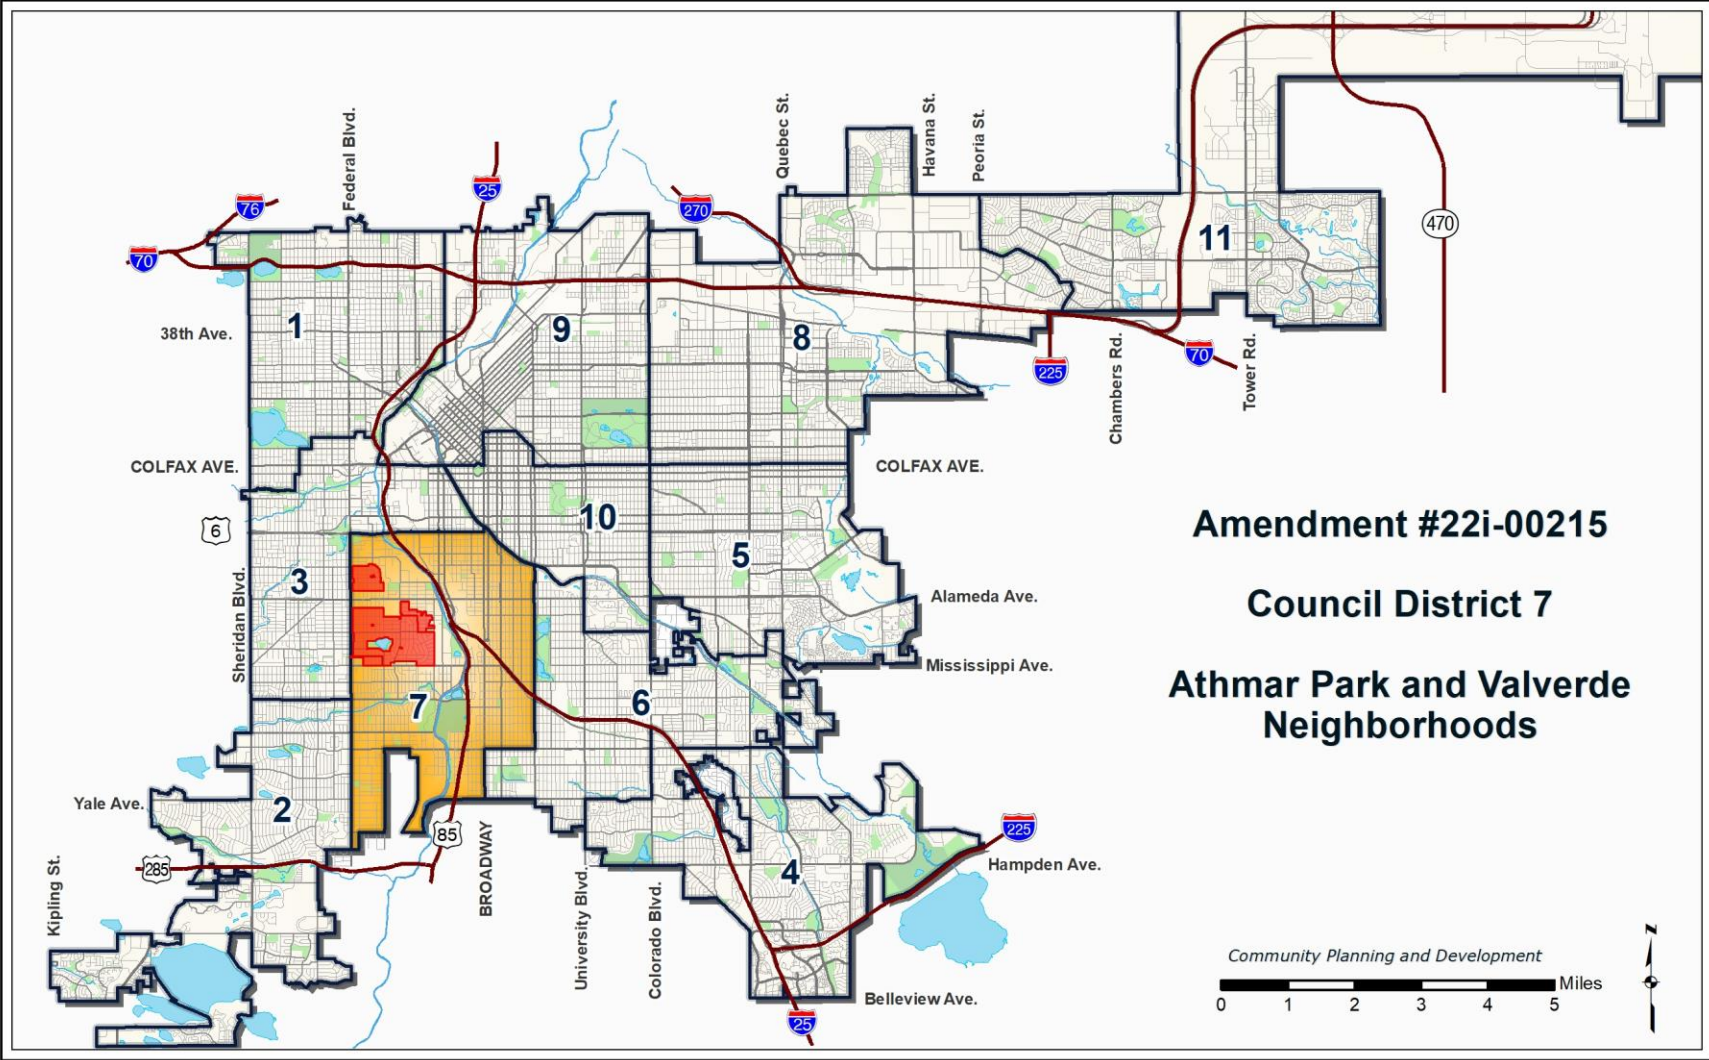 Federal Blvd.
Quebec St.
Havana St.
Peoria St.
76
25
270
70
470
11
38th Ave.
1
9
8
225
70
Chambers Rd.
Tower Rd.
COLFAX AVE.
COLFAX AVE.
6
10
3
5
Sheridan Blvd.
Alameda Ave.
Mississippi Ave.
7
6
Amendment #22i-00215
Council District 7
Athmar Park and Valverde
Neighborhoods
Yale Ave.
2
85
225
285
Hampden Ave.
4
Kipling St.
BROADWAY
University Blvd.
Colorado Blvd.
Belleview Ave.
25
Community Planning and Development
Miles
0 1 2 3 4 5
N